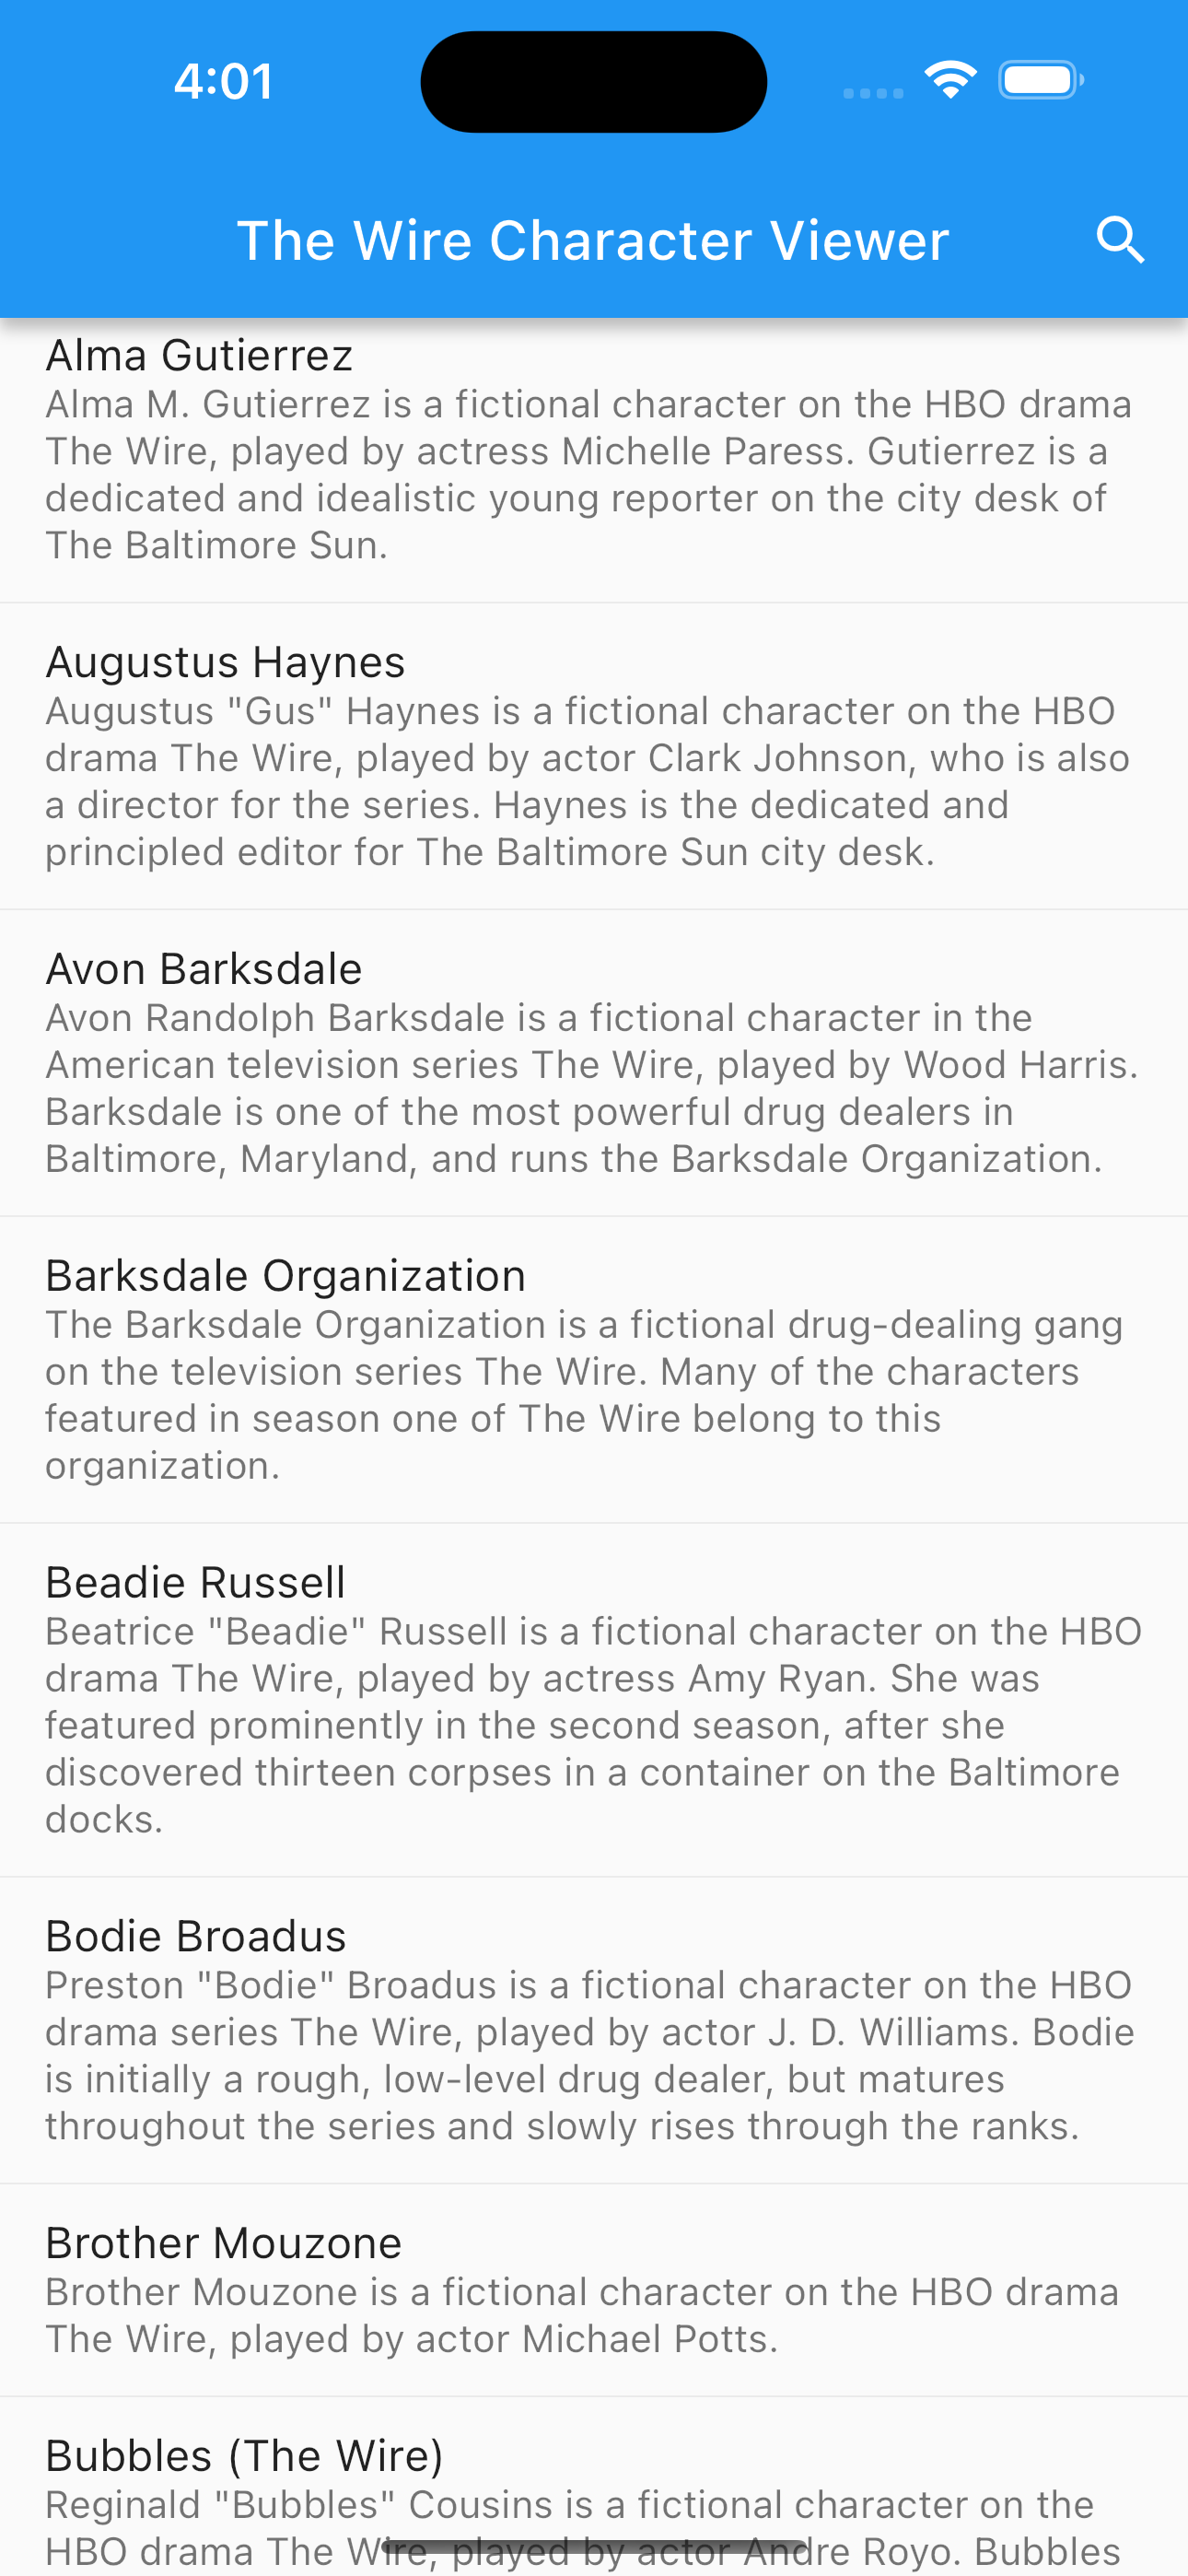 4:01
The Wire Character Viewer
Alma Gutierrez
Alma M. Gutierrez is a fictional character on the HBO drama
The Wire, played by actress Michelle Paress. Gutierrez is a
dedicated and idealistic young reporter on the city desk of
The Baltimore Sun.
Augustus Haynes
Augustus "Gus" Haynes is a fictional character on the HBO
drama The Wire, played by actor Clark Johnson, who is also
a director for the series. Haynes is the dedicated and
principled editor for The Baltimore Sun city desk.
Avon Barksdale
Avon Randolph Barksdale is a fictional character in the
American television series The Wire, played by Wood Harris.
Barksdale is one of the most powerful drug dealers in
Baltimore, Maryland, and runs the Barksdale Organization.
Barksdale Organization
The Barksdale Organization is a fictional drug-dealing gang
on the television series The Wire. Many of the characters
featured in season one of The Wire belong to this
organization.
Beadie Russell
Beatrice "Beadie" Russell is a fictional character on the HBO
drama The Wire, played by actress Amy Ryan. She was
featured prominently in the second season, after she
discovered thirteen corpses in a container on the Baltimore
docks.
Bodie Broadus
Preston "Bodie" Broadus is a fictional character on the HBO
drama series The Wire, played by actor J. D. Williams. Bodie
is initially a rough, low-level drug dealer, but matures
throughout the series and slowly rises through the ranks.
Brother Mouzone
Brother Mouzone is a fictional character on the HBO drama
The Wire, played by actor Michael Potts.
Bubbles (The Wire)
Reginald "Bubbles" Cousins is a fictional character on the
HBO drama The Wire, played by actor Andre Royo. Bubbles